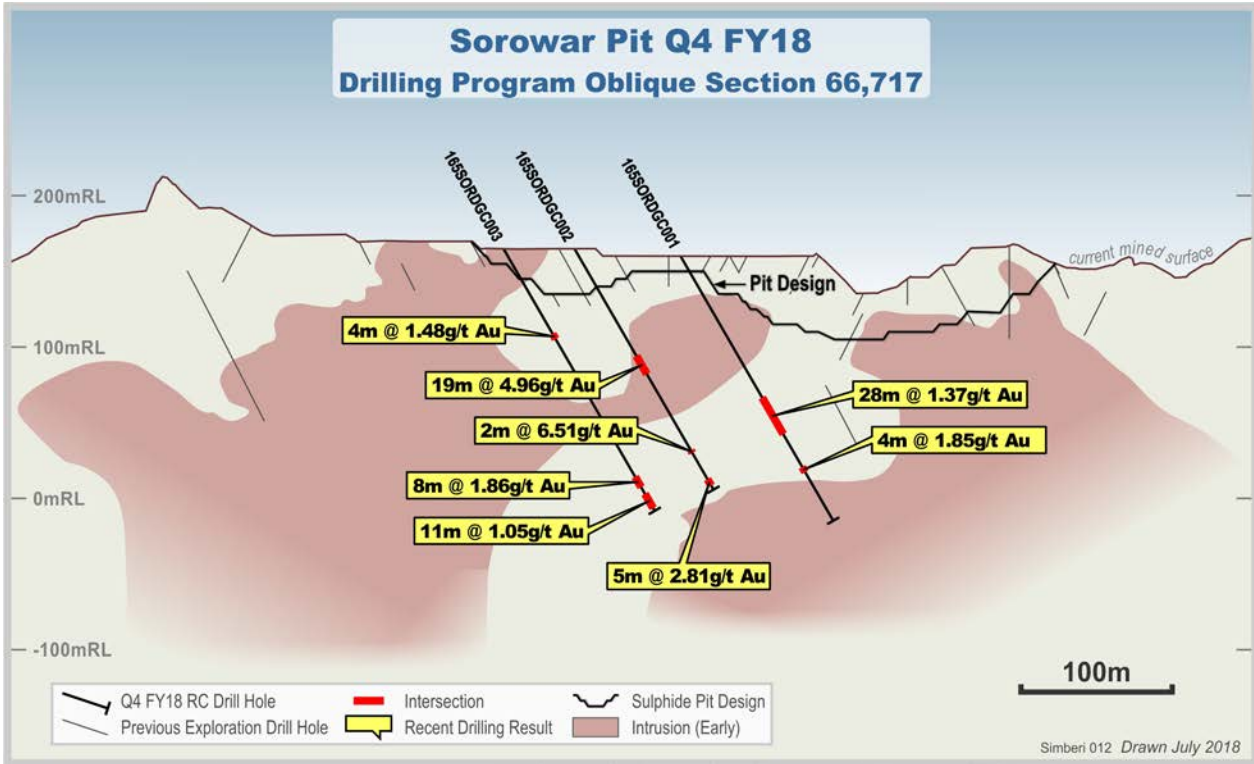 Sorowar Pit Q4 FY18
Drilling Program Oblique Section 66,717
165SORDGC003
165SORDGC002
165SORDGC001
200mRL
current mined surface
Pit Design
4m @ 1.48g/t Au
100mRL
19m @ 4.96g/t Au
28m @ 1.37g/t Au
2m @ 6.51g/t Au
4m @ 1.85g/t Au
8m @ 1.86g/t Au
0mRL
11m @ 1.05g/t Au
5m @ 2.81g/t Au
-100mRL
100m
Q4 FY18 RC Drill Hole
Intersection
Sulphide Pit Design
Previous Exploration Drill Hole
Recent Drilling Result
Intrusion (Early)
Simberi 012 Drawn July 2018